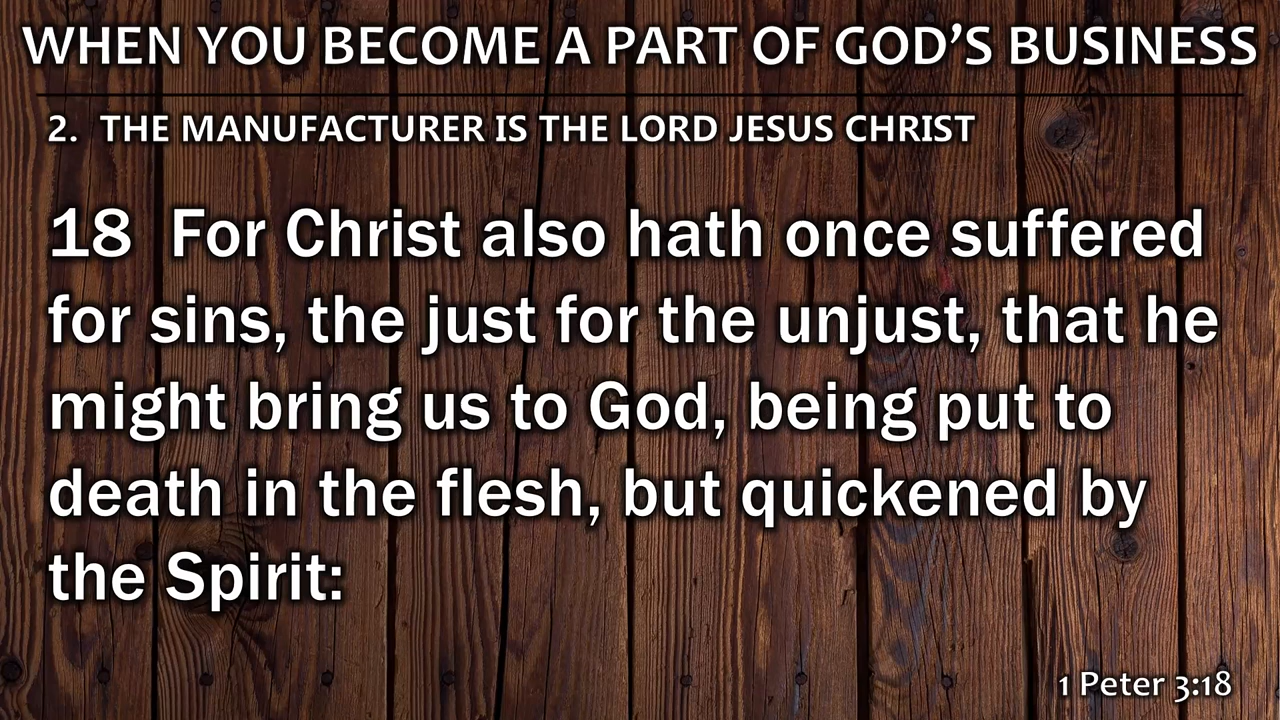 WHEN YOU BECOME A PART OF GOD’S BUSINESS
2. THE MANUFACTURER IS THE LORD JESUS CHRIST
18 For Christ also hath once suffered
for sins, the just for the unjust, that he
might bring us to God, being put to
death in the flesh, but quickened by
the Spirit:
1 Peter 3:18